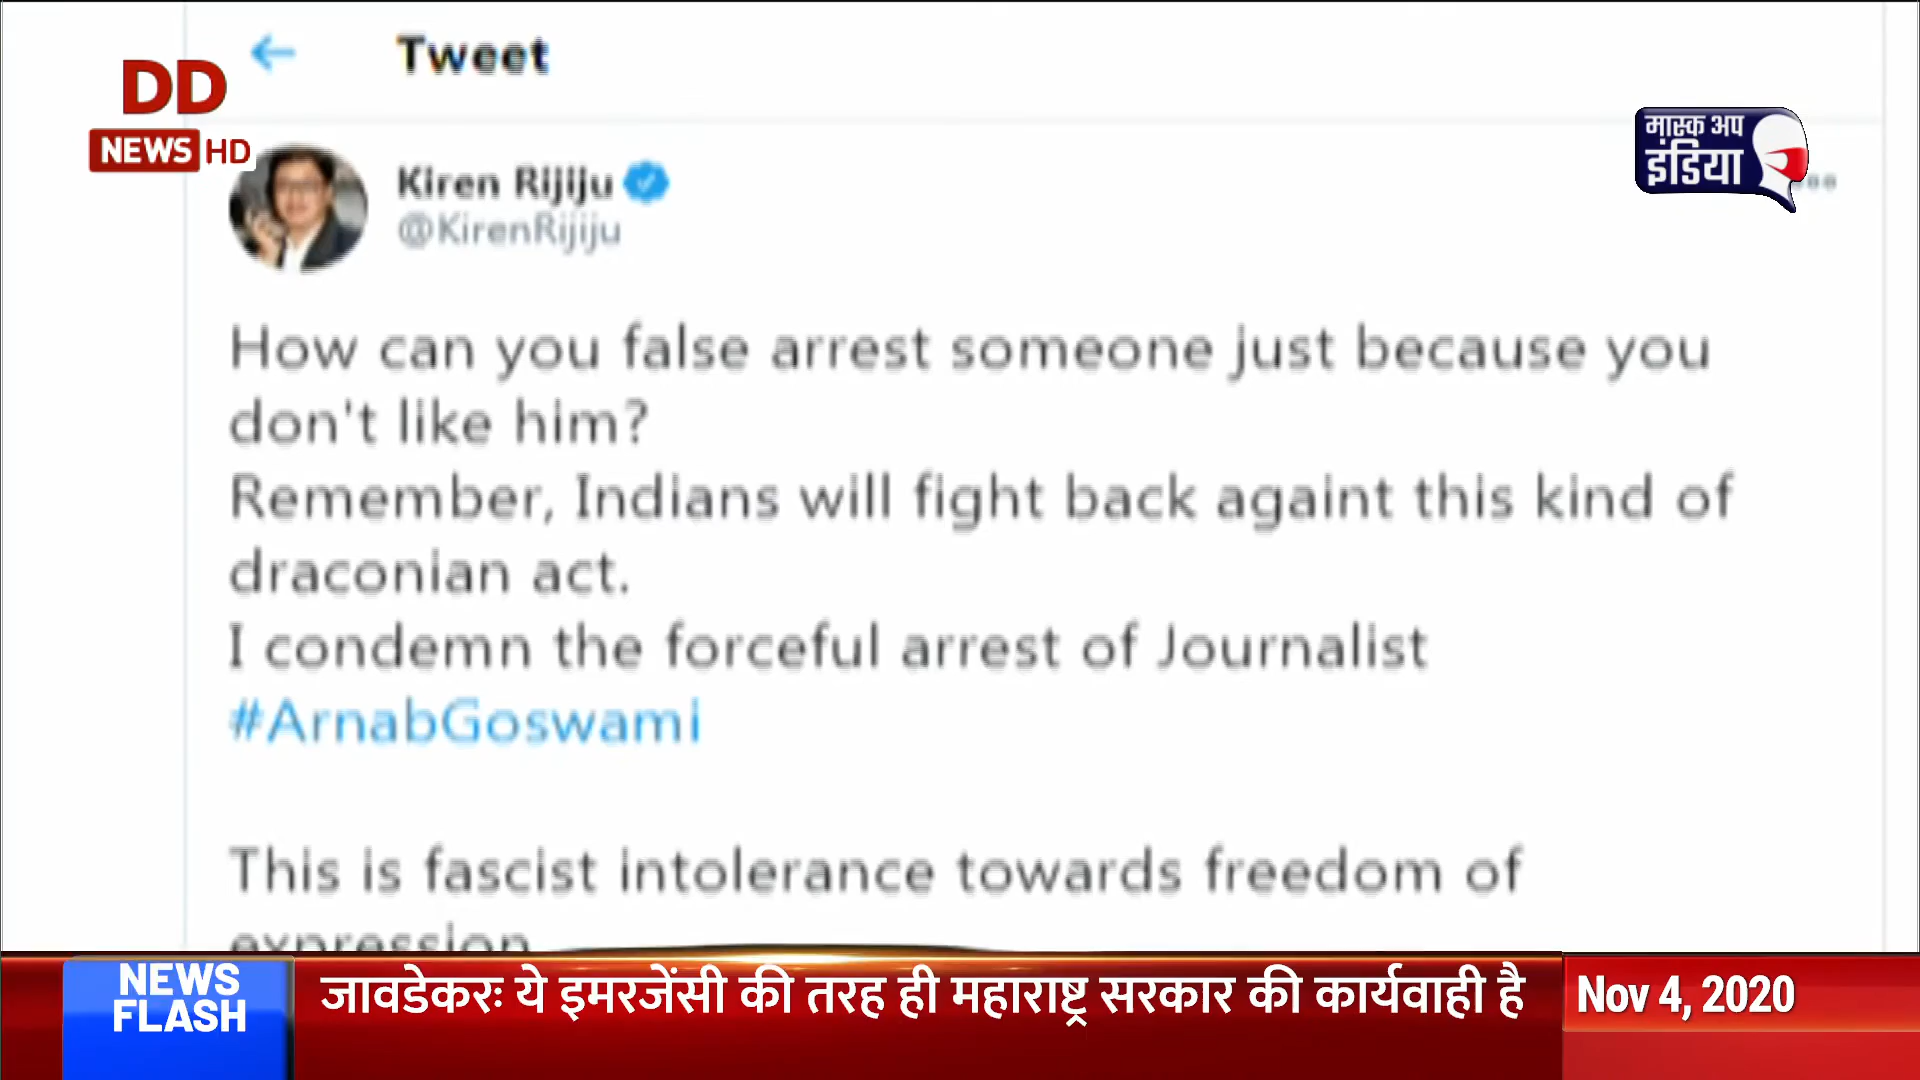 Tweet
DD
NEWS HD
मास्क अप
इंडिया
Kiren Rijiju
@KirenRijiju
How can you false arrest someone just because you
don't like him?
Remember, Indians will fight back againt this kind of
draconian act.
I condemn the forceful arrest of Journalist
#ArnabGoswami
This is fascist intolerance towards freedom of
expression
NEWS
FLASH
जावडेकरः ये इमरजेंसी की तरह ही महाराष्ट्र सरकार की कार्यवाही है
Nov 4, 2020